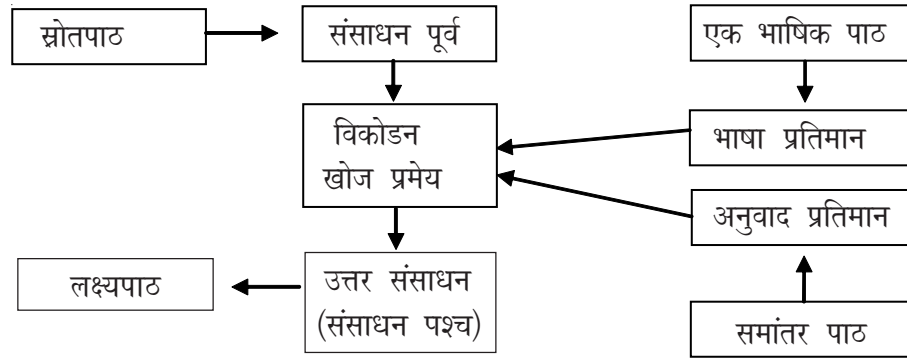 स्रोतपाठ
संसाधन पूर्व
एक भाषिक पाठ
विकोडन
खोज प्रमेय
भाषा प्रतिमान
अनुवाद प्रतिमान
लक्ष्यपाठ
उत्तर संसाधन
(संसाधन पश्च)
समांतर पाठ